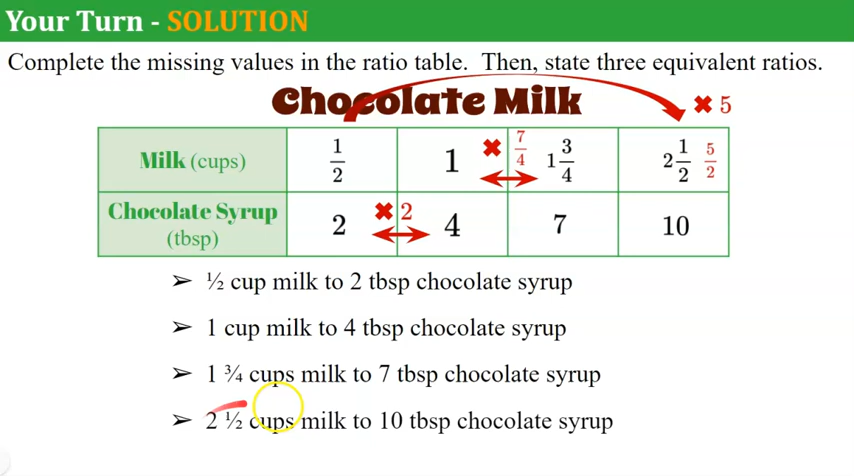 Your Turn - SOLUTION
Complete the missing values in the ratio table. Then, state three equivalent ratios.
Chocolate Milk
✖ 5
Milk (cups) 1/2 1 ✖ 7/4 1 3/4 2 1/2 5/2
Chocolate Syrup (tbsp) 2 ✖ 2 4 7 10
➢ ½ cup milk to 2 tbsp chocolate syrup
➢ 1 cup milk to 4 tbsp chocolate syrup
➢ 1 ¾ cups milk to 7 tbsp chocolate syrup
➢ 2 ½ cups milk to 10 tbsp chocolate syrup